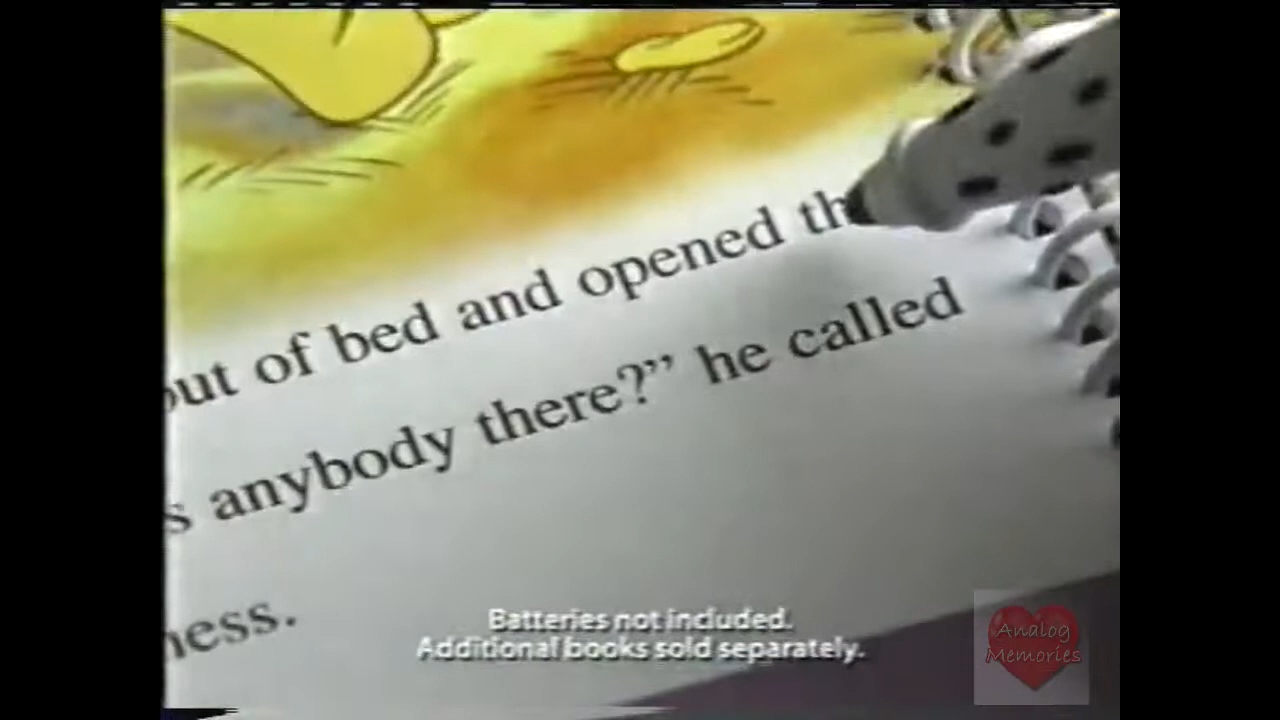 out of bed and opened th
s anybody there?” he called
ness.
Batteries not included.
Additional books sold separately.
Analog
Memories